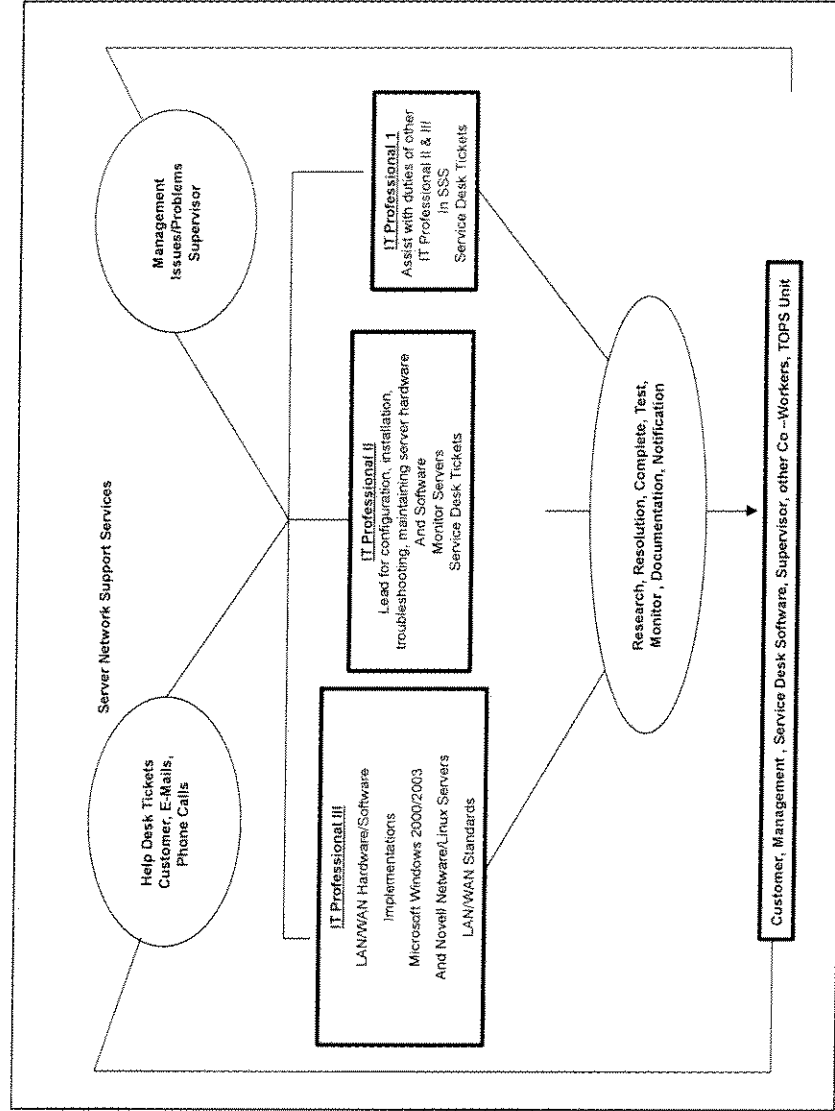 Server Network Support Services
Help Desk Tickets
Customer, E-Mails,
Phone Calls
Management
Issues/Problems
Supervisor
IT Professional III
LAN/WAN Hardware/Software
Implementations
Microsoft Windows 2000/2003
And Novell Netware/Linux Servers
LAN/WAN Standards
IT Professional II
Lead for configuration, installation,
troubleshooting, maintaining server hardware
And Software
Monitor Servers
Service Desk Tickets
IT Professional 1
Assist with duties of other
IT Professional II & III
In SSS
Service Desk Tickets
Research, Resolution, Complete, Test,
Monitor , Documentation, Notification
Customer, Management , Service Desk Software, Supervisor, other Co –Workers, TOPS Unit